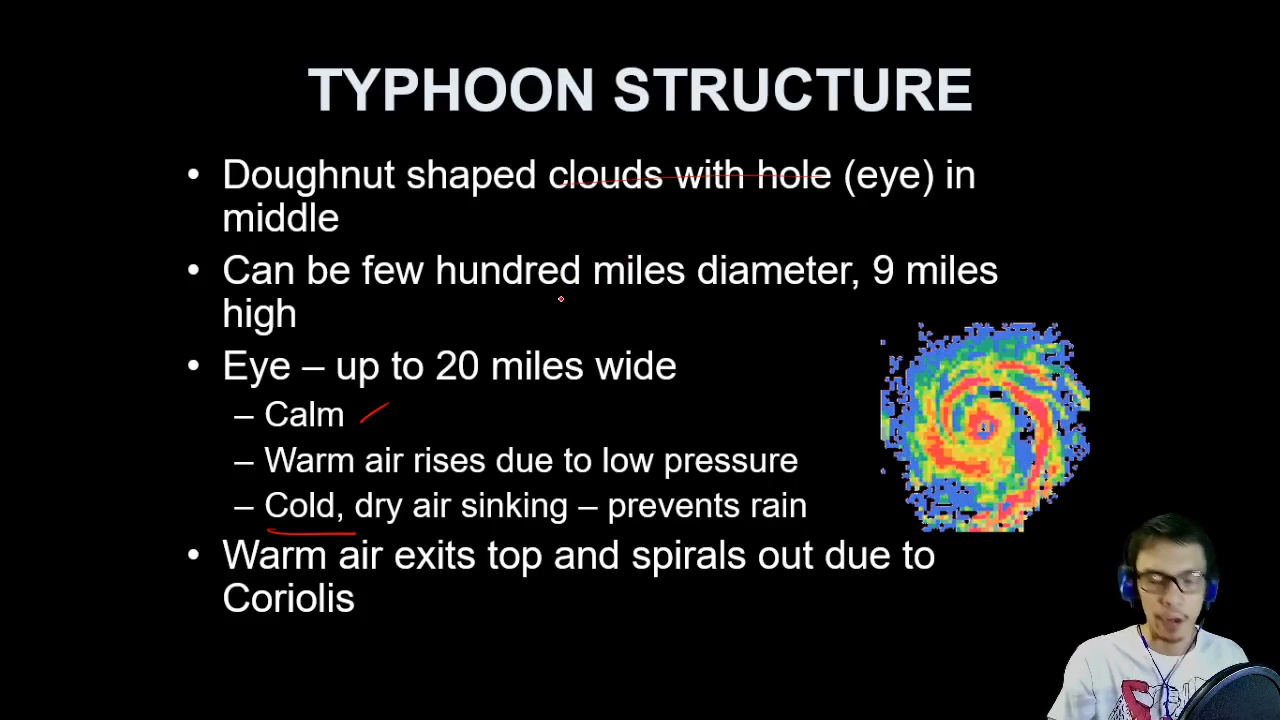 TYPHOON STRUCTURE
• Doughnut shaped clouds with hole (eye) in
middle
• Can be few hundred miles diameter, 9 miles
high
• Eye – up to 20 miles wide
– Calm
– Warm air rises due to low pressure
– Cold, dry air sinking – prevents rain
• Warm air exits top and spirals out due to
Coriolis